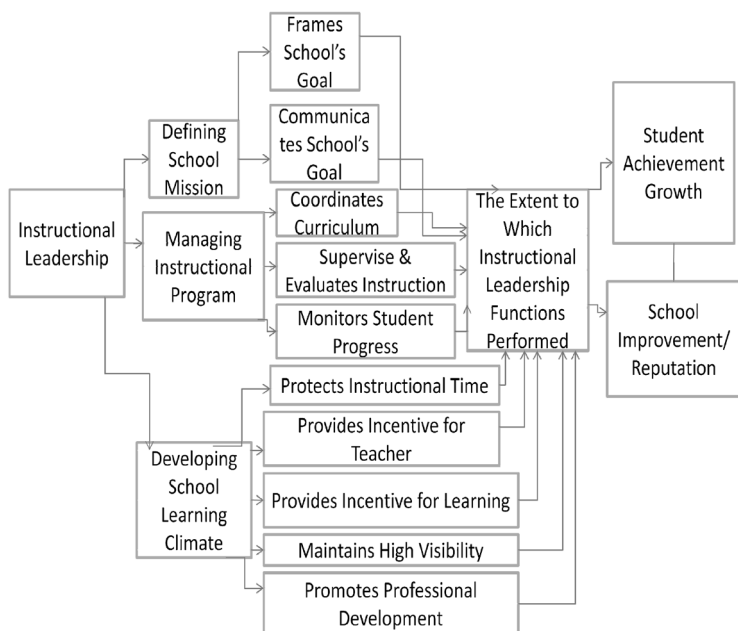 Frames
School’s
Goal
Communica
tes School’s
Goal
Defining
School
Mission
Student
Achievement
Growth
Instructional
Leadership
Coordinates
Curriculum
The Extent to
Which
Instructional
Leadership
Functions
Performed
Managing
Instructional
Program
Supervise &
Evaluates Instruction
Monitors Student
Progress
School
Improvement/
Reputation
Protects Instructional Time
Provides Incentive for
Teacher
Developing
School
Learning
Climate
Provides Incentive for Learning
Maintains High Visibility
Promotes Professional
Development